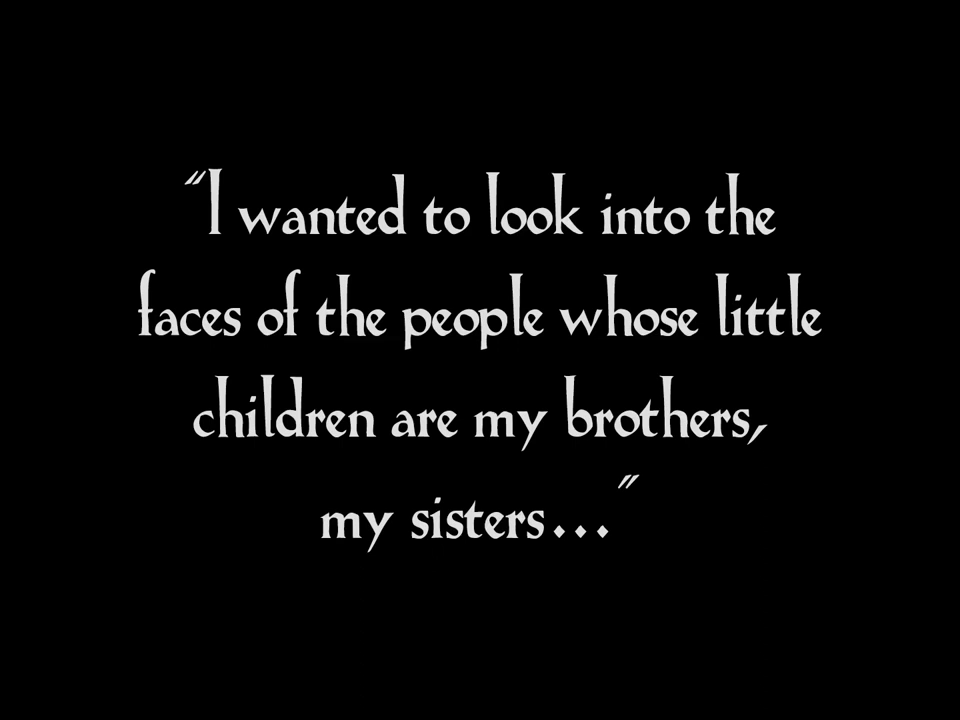 "I wanted to look into the
faces of the people whose little
children are my brothers,
my sisters..."